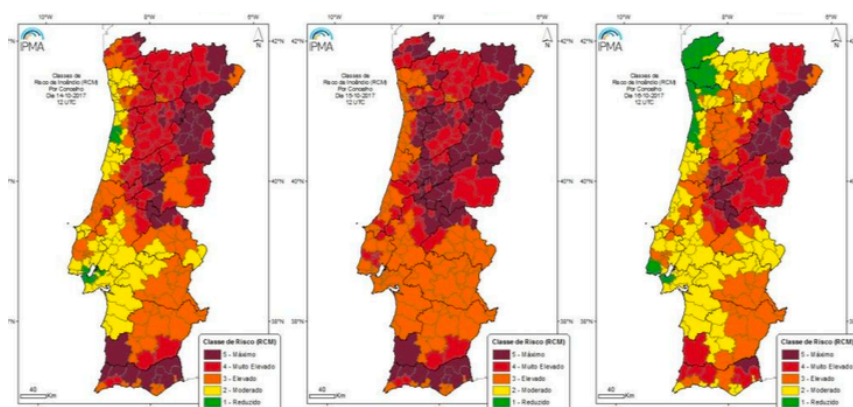 10°W 8°W 6°W
IPMA
N
42°N
Classes de
Risco de Incêndio (RCM)
Por Concelho
Dia 14-10-2017
12 UTC
40°N
38°N
Classe de Risco (RCM)
5 - Máximo
4 - Muito Elevado
3 - Elevado
2 - Moderado
1 - Reduzido
40
Km
8°W 6°W
IPMA
N
42°N
Classes de
Risco de Incêndio (RCM)
Por Concelho
Dia 15-10-2017
12 UTC
40°N
38°N
Classe de Risco (RCM)
5 - Máximo
4 - Muito Elevado
3 - Elevado
2 - Moderado
1 - Reduzido
40
Km
8°W 6°W
IPMA
N
42°N
Classes de
Risco de Incêndio (RCM)
Por Concelho
Dia 16-10-2017
12 UTC
40°N
Classe de Risco (RCM)
5 - Máximo
4 - Muito Elevado
3 - Elevado
2 - Moderado
1 - Reduzido
40
Km